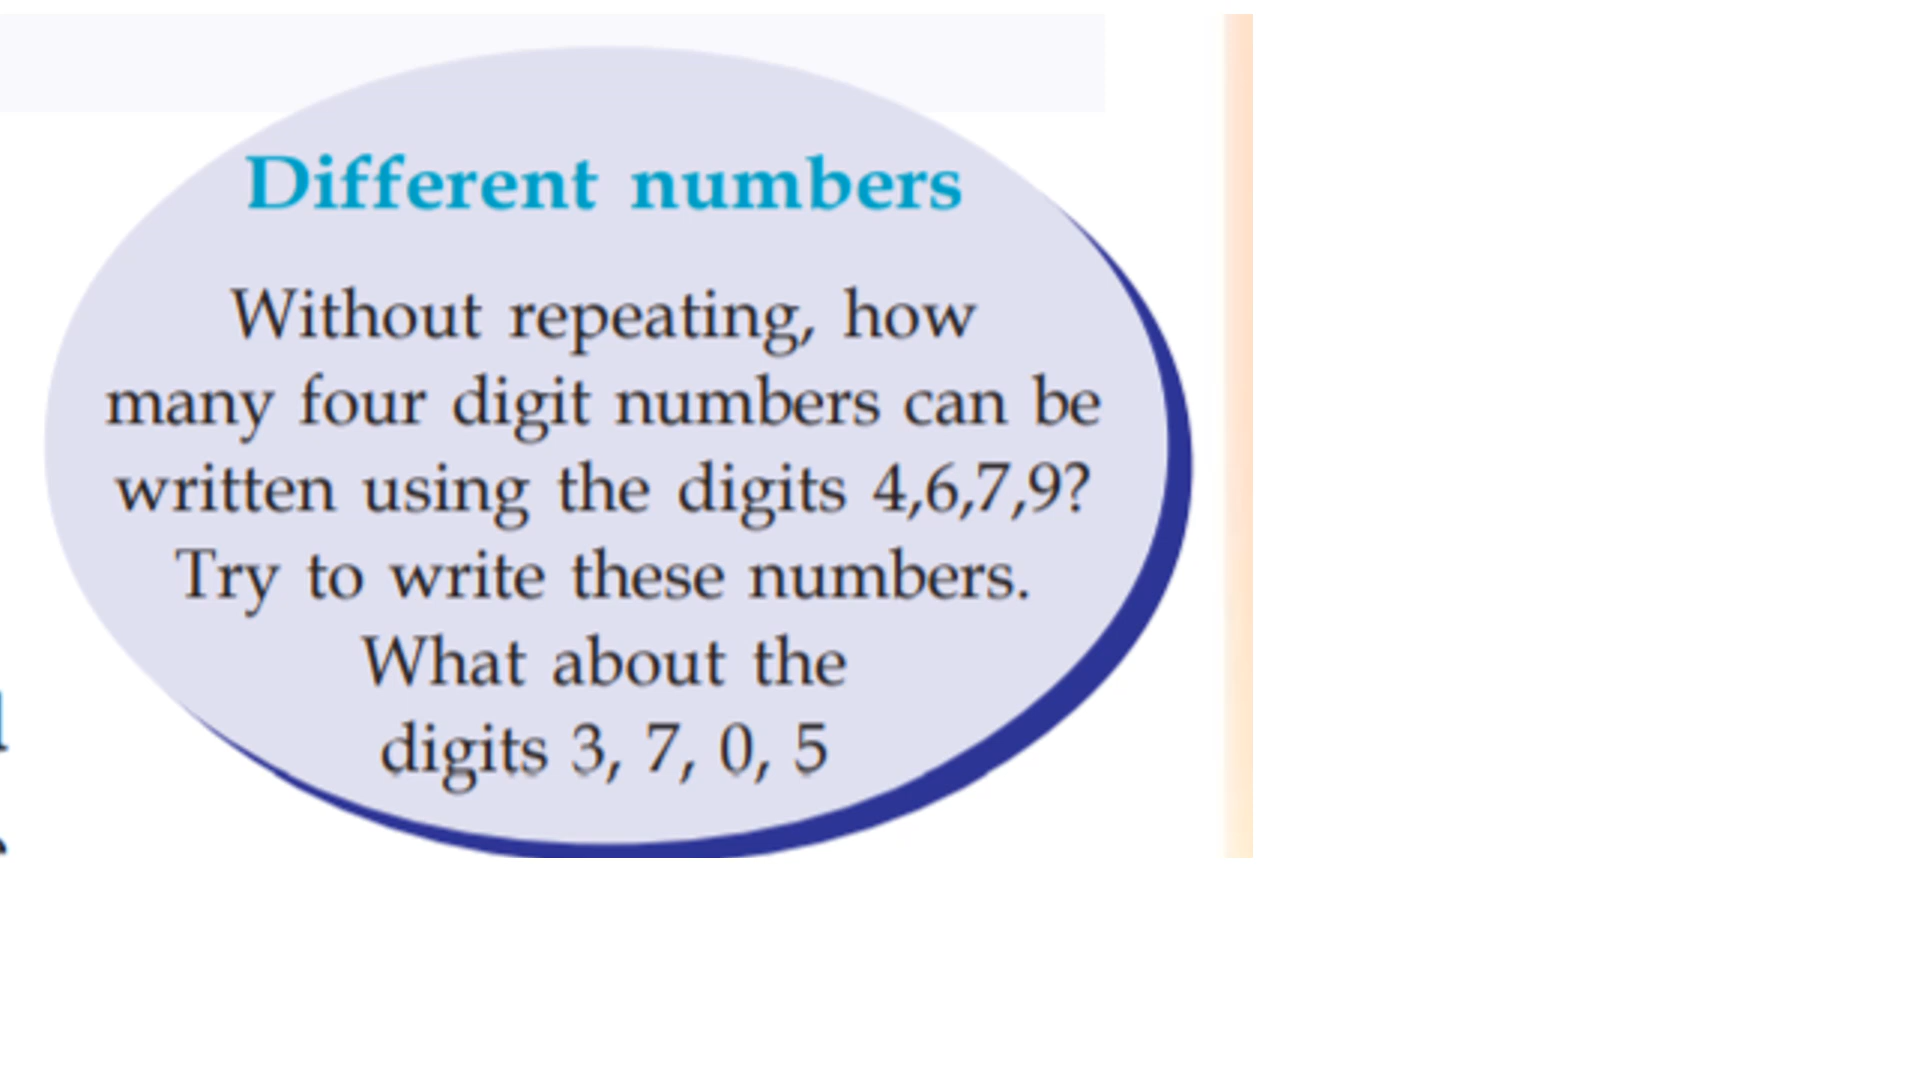 Different numbers
Without repeating, how
many four digit numbers can be
written using the digits 4,6,7,9?
Try to write these numbers.
What about the
digits 3, 7, 0, 5